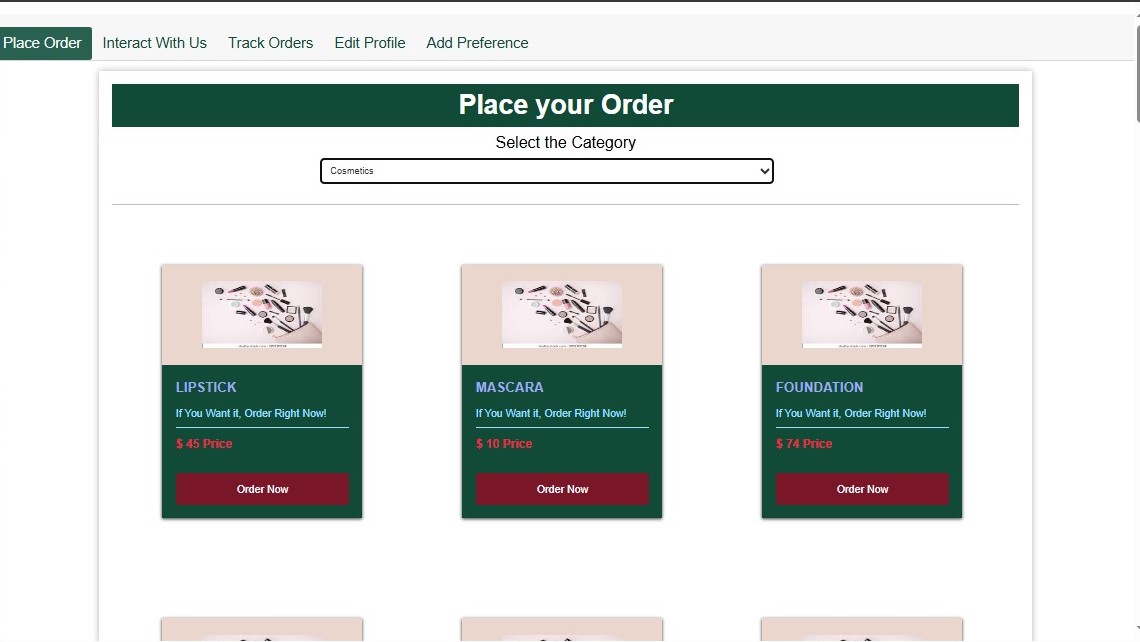 Place Order Interact With Us Track Orders Edit Profile Add Preference
Place your Order
Select the Category
Cosmetics
LIPSTICK
If You Want it, Order Right Now!
$ 45 Price
Order Now
MASCARA
If You Want it, Order Right Now!
$ 10 Price
Order Now
FOUNDATION
If You Want it, Order Right Now!
$ 74 Price
Order Now